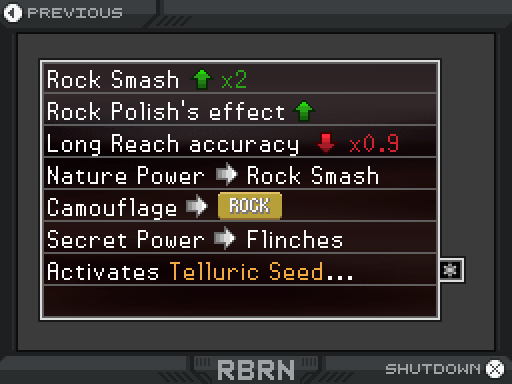 PREVIOUS
Rock Smash x2
Rock Polish's effect
Long Reach accuracy x0.9
Nature Power Rock Smash
Camouflage ROCK
Secret Power Flinches
Activates Telluric Seed...
RBRN
SHUTDOWN